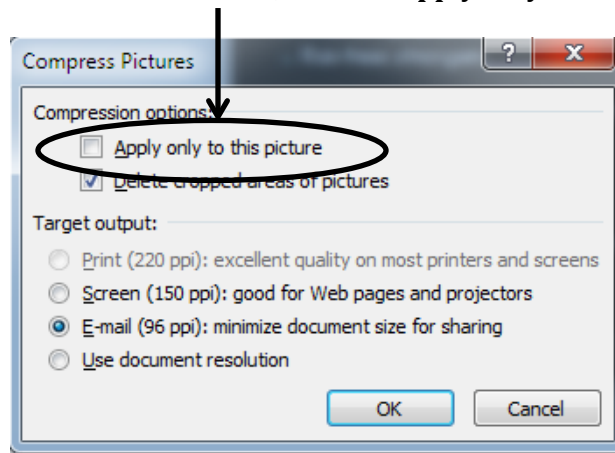 Compress Pictures
Compression options:
Apply only to this picture
Delete cropped areas of pictures
Target output:
Print (220 ppi): excellent quality on most printers and screens
Screen (150 ppi): good for Web pages and projectors
E-mail (96 ppi): minimize document size for sharing
Use document resolution
OK Cancel